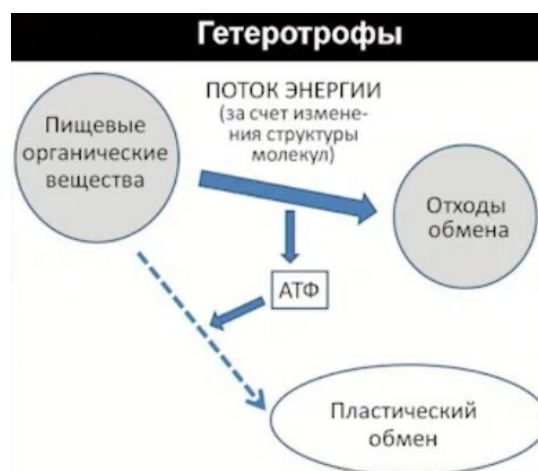 Гетеротрофы
ПОТОК ЭНЕРГИИ
(за счет измене-
ния структуры
молекул)
Пищевые
органические
вещества
Отходы
обмена
АТФ
Пластический
обмен